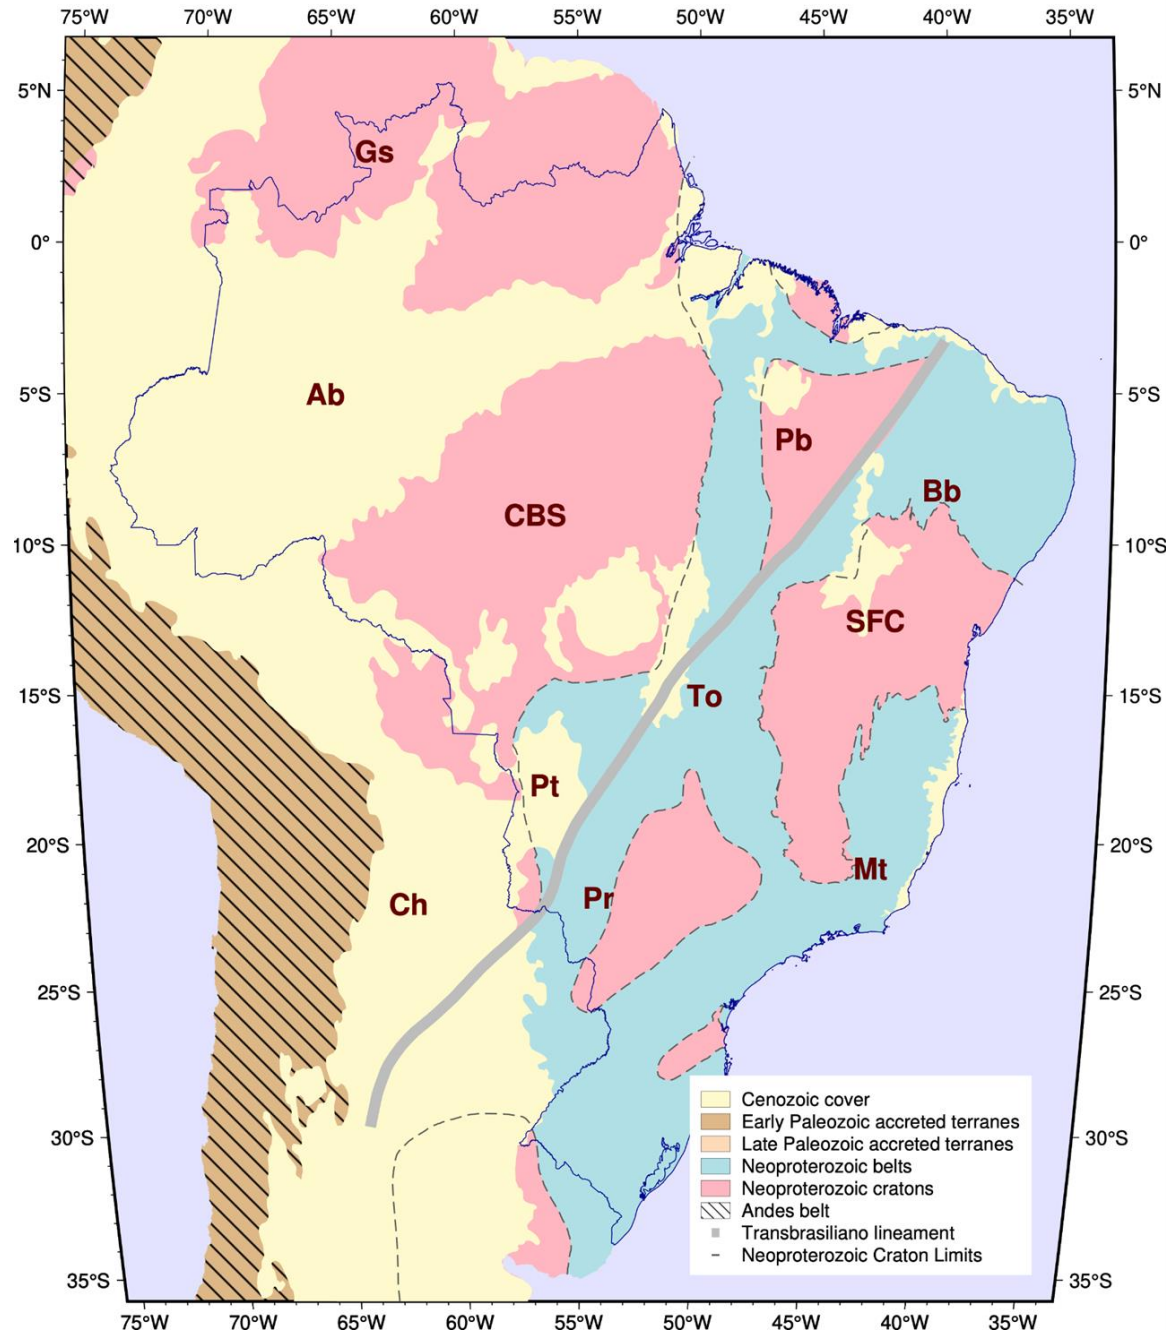 75°W 70°W 65°W 60°W 55°W 50°W 45°W 40°W 35°W
5°N 5°N
Gs
0° 0°
Ab
5°S 5°S
Pb
Bb
CBS
10°S 10°S
SFC
15°S To 15°S
Pt
20°S 20°S
Mt
Ch Pr
25°S 25°S
Cenozoic cover
Early Paleozoic accreted terranes
30°S 30°S
Late Paleozoic accreted terranes
Neoproterozoic belts
Neoproterozoic cratons
Andes belt
Transbrasiliano lineament
Neoproterozoic Craton Limits
35°S 35°S
75°W 70°W 65°W 60°W 55°W 50°W 45°W 40°W 35°W